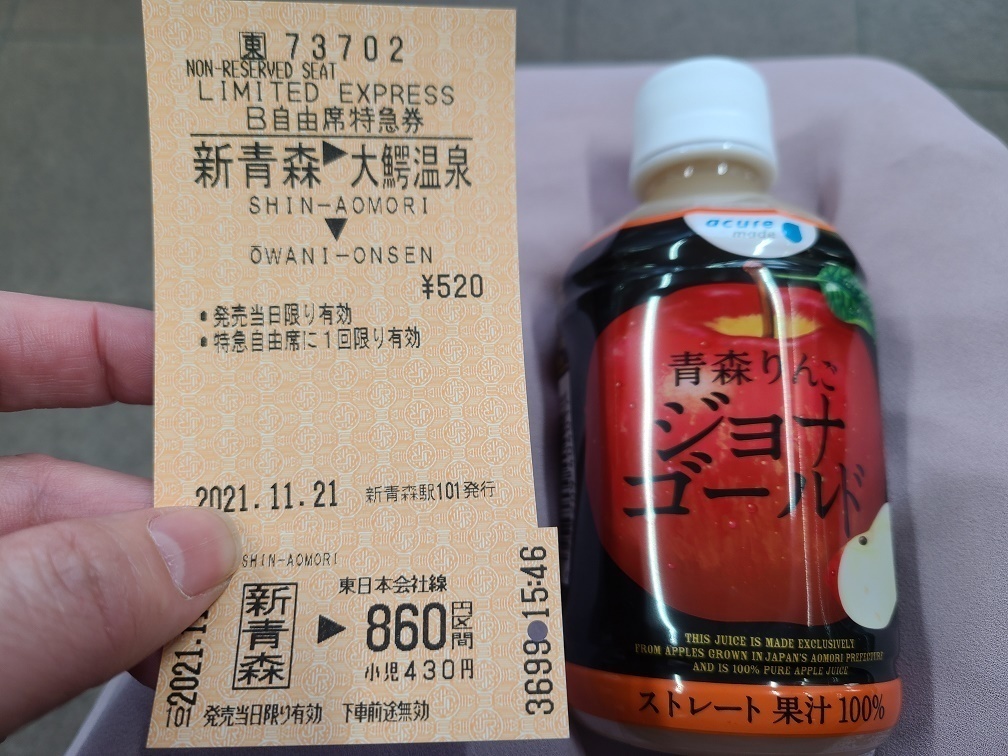 東 73702
NON-RESERVED SEAT
LIMITED EXPRESS
B自由席特急券
新青森▶大鰐温泉
SHIN-AOMORI
▼
ŌWANI-ONSEN
¥520
•発売当日限り有効
•特急自由席に1回限り有効
2021.11.21 新青森駅101発行
SHIN-AOMORI
新青森 ▶
東日本会社線
860円区間
小児430円
101 発売当日限り有効 下車前途無効
3699●15:46
acure
made
青森りんご
ジョナ
ゴールド
THIS JUICE IS MADE EXCLUSIVELY
FROM APPLES GROWN IN JAPAN'S AOMORI PREFECTURE
AND IS 100% PURE APPLE JUICE
ストレート 果汁100%